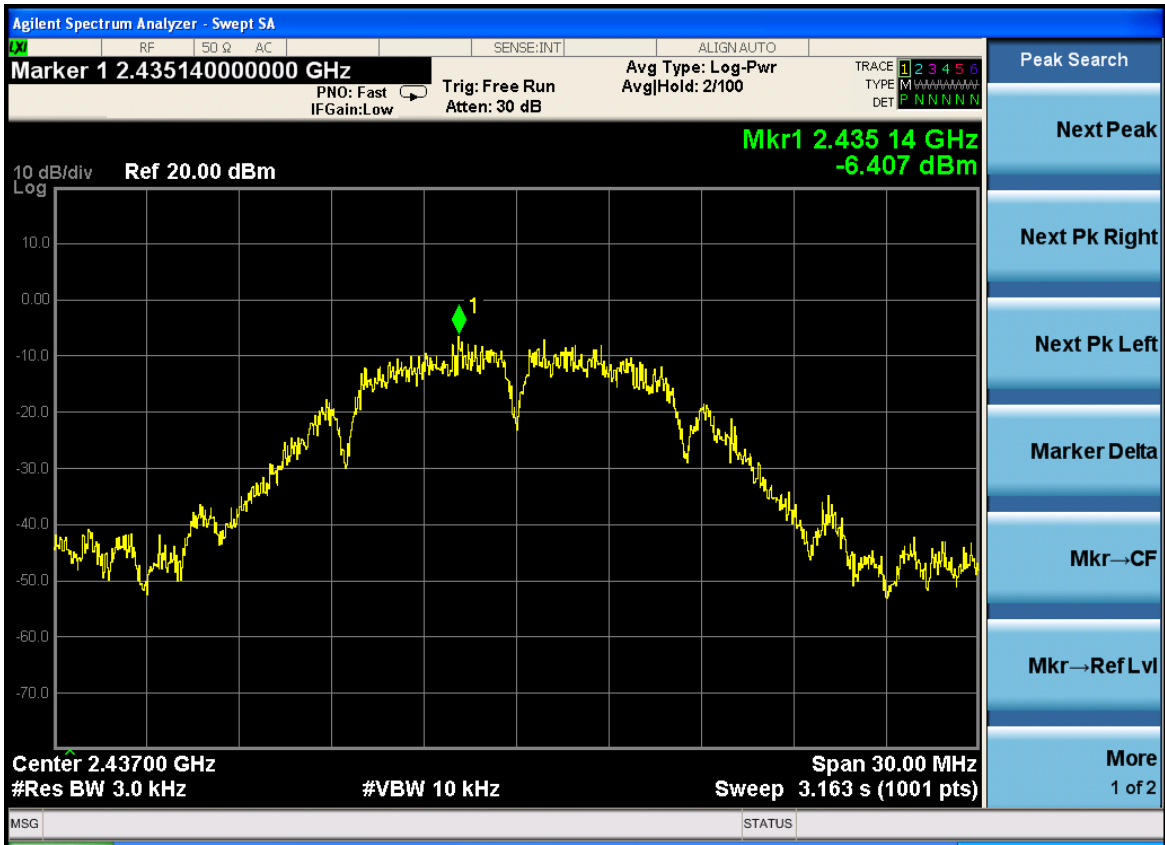 Agilent Spectrum Analyzer - Swept SA
LXI RF 50 Ω AC SENSE:INT ALIGN AUTO
Marker 1 2.435140000000 GHz
PNO: Fast
IFGain:Low
Trig: Free Run
Atten: 30 dB
Avg Type: Log-Pwr
Avg|Hold: 2/100
TRACE 1 2 3 4 5 6
TYPE M WWWWW
DET P N N N N N
Mkr1 2.435 14 GHz
-6.407 dBm
10 dB/div Ref 20.00 dBm
Log
10.0
0.00
-10.0
-20.0
-30.0
-40.0
-50.0
-60.0
-70.0
1
Center 2.43700 GHz Span 30.00 MHz
#Res BW 3.0 kHz #VBW 10 kHz Sweep 3.163 s (1001 pts)
MSG STATUS
Peak Search
Next Peak
Next Pk Right
Next Pk Left
Marker Delta
Mkr→CF
Mkr→Ref Lvl
More
1 of 2